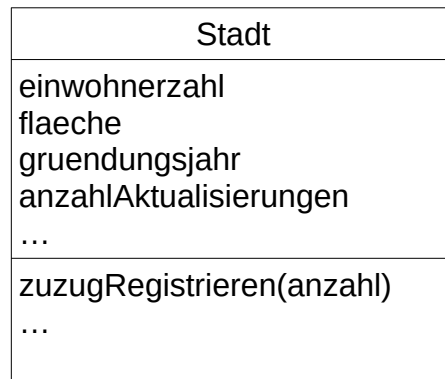 Stadt
einwohnerzahl
flaeche
gruendungsjahr
anzahlAktualisierungen
…
zuzugRegistrieren(anzahl)
…